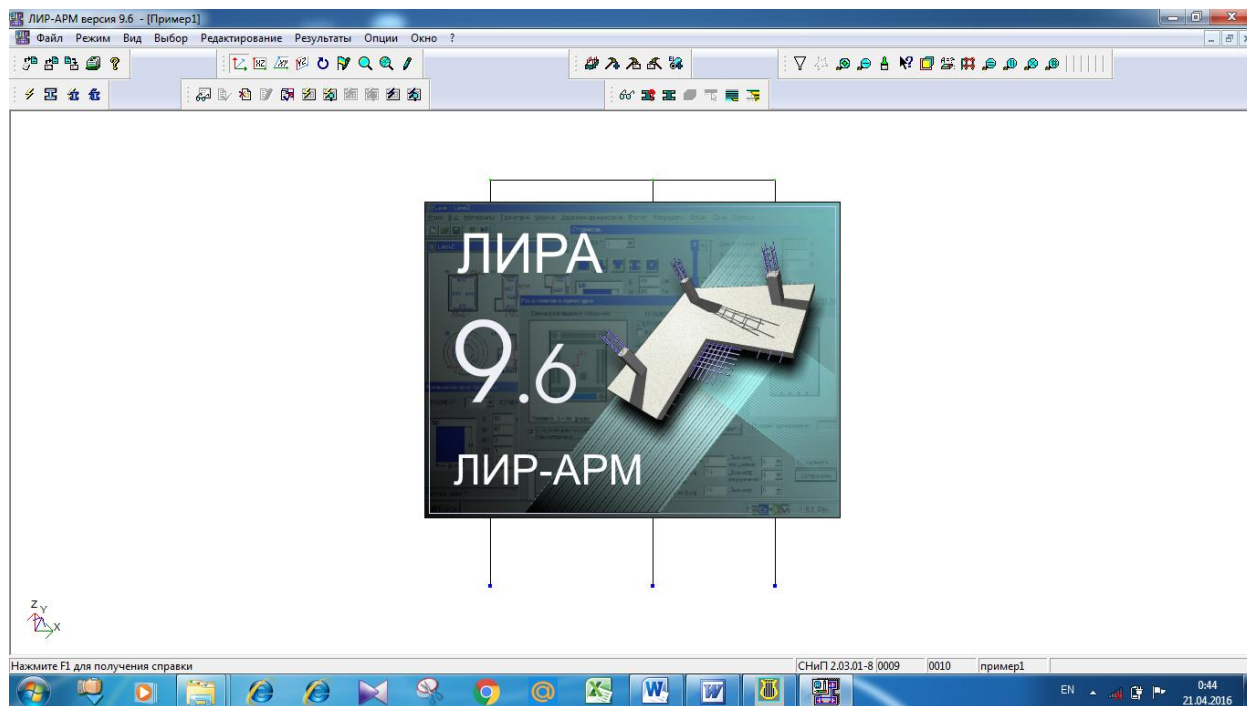 ЛИР-АРМ версия 9.6 - [Пример1]
Файл Режим Вид Выбор Редактирование Результаты Опции Окно ?
ЛИРА
9.6
ЛИР-АРМ
Z
Y
X
Нажмите F1 для получения справки СНиП 2.03.01-8 0009 0010 пример1
EN 0:44
21.04.2016